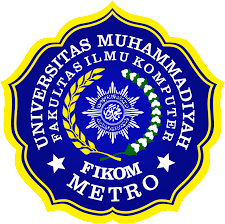 UNIVERSITAS MUHAMMADIYAH
FAKULTAS ILMU KOMPUTER
FIKOM
METRO